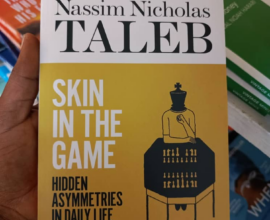 Nassim Nicholas
TALEB
SKIN
IN THE
GAME
HIDDEN
ASYMMETRIES
IN DAILY LIFE